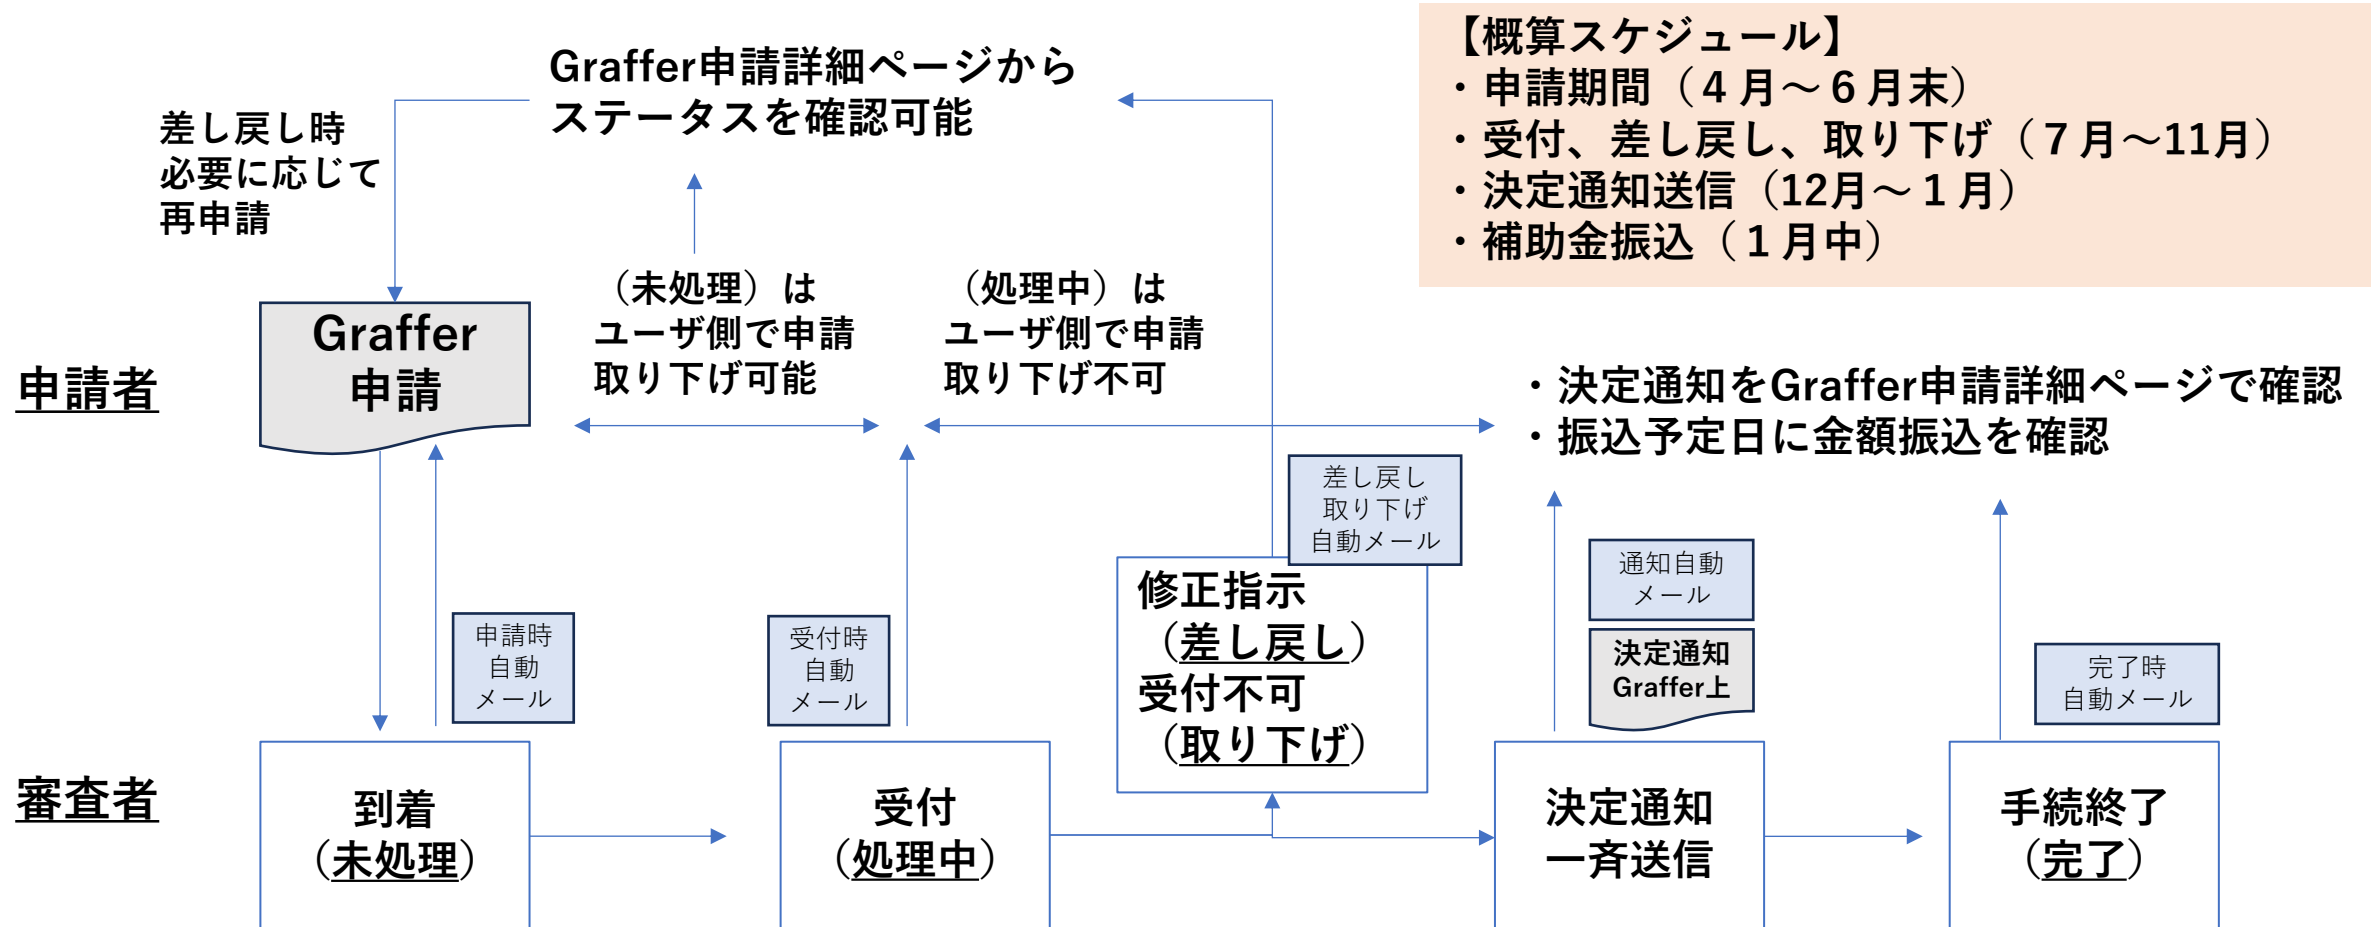 Graffer申請詳細ページから
ステータスを確認可能
【概算スケジュール】
・申請期間（４月～６月末）
・受付、差し戻し、取り下げ（７月～11月）
・決定通知送信（12月～１月）
・補助金振込（１月中）
差し戻し時
必要に応じて
再申請
申請者
Graffer
申請
（未処理）は
ユーザ側で申請
取り下げ可能
（処理中）は
ユーザ側で申請
取り下げ不可
・決定通知をGraffer申請詳細ページで確認
・振込予定日に金額振込を確認
申請時
自動
メール
受付時
自動
メール
差し戻し
取り下げ
自動メール
修正指示
（差し戻し）
受付不可
（取り下げ）
通知自動
メール
決定通知
Graffer上
完了時
自動メール
審査者
到着
（未処理）
受付
（処理中）
決定通知
一斉送信
手続終了
（完了）